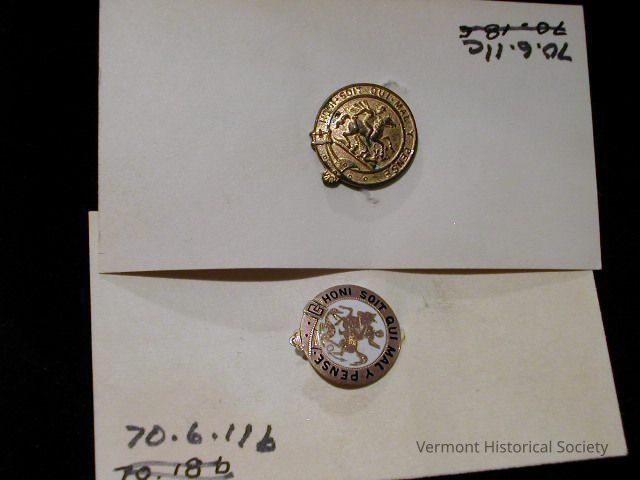 70.18c
70.6.11c
HONI·SOIT QUI MAL Y PENSE
HONI SOIT QUI MAL Y PENSE
70.6.11b
70.18b
Vermont Historical Society